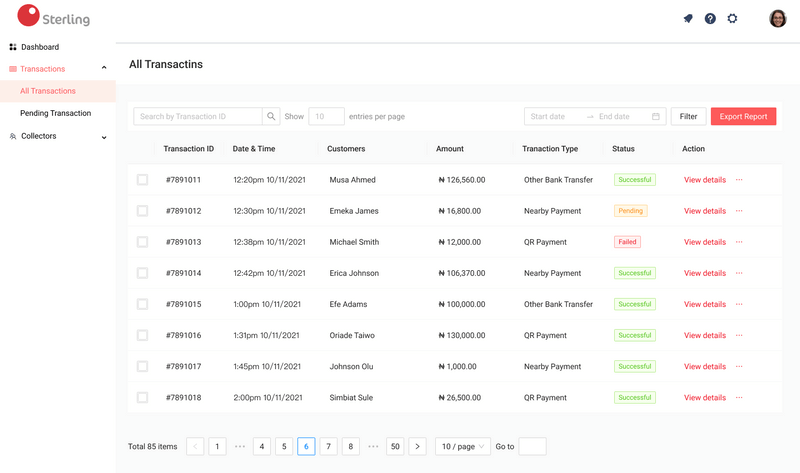 Sterling
Dashboard
Transactions
All Transactions
Pending Transaction
Collectors
All Transactins
Search by Transaction ID Show 10 entries per page Start date → End date Filter Export Report
Transaction ID Date & Time Customers Amount Tranaction Type Status Action
#7891011 12:20pm 10/11/2021 Musa Ahmed ₦ 126,560.00 Other Bank Transfer Successful View details ···
#7891012 12:30pm 10/11/2021 Emeka James ₦ 16,800.00 Nearby Payment Pending View details ···
#7891013 12:38pm 10/11/2021 Michael Smith ₦ 12,000.00 QR Payment Failed View details ···
#7891014 12:42pm 10/11/2021 Erica Johnson ₦ 106,370.00 Nearby Payment Successful View details ···
#7891015 1:00pm 10/11/2021 Efe Adams ₦ 100,000.00 Other Bank Transfer Successful View details ···
#7891016 1:31pm 10/11/2021 Oriade Taiwo ₦ 130,000.00 QR Payment Successful View details ···
#7891017 1:45pm 10/11/2021 Johnson Olu ₦ 1,000.00 Nearby Payment Successful View details ···
#7891018 2:00pm 10/11/2021 Simbiat Sule ₦ 26,500.00 QR Payment Successful View details ···
Total 85 items < 1 ··· 4 5 6 7 8 ··· 50 > 10 / page Go to